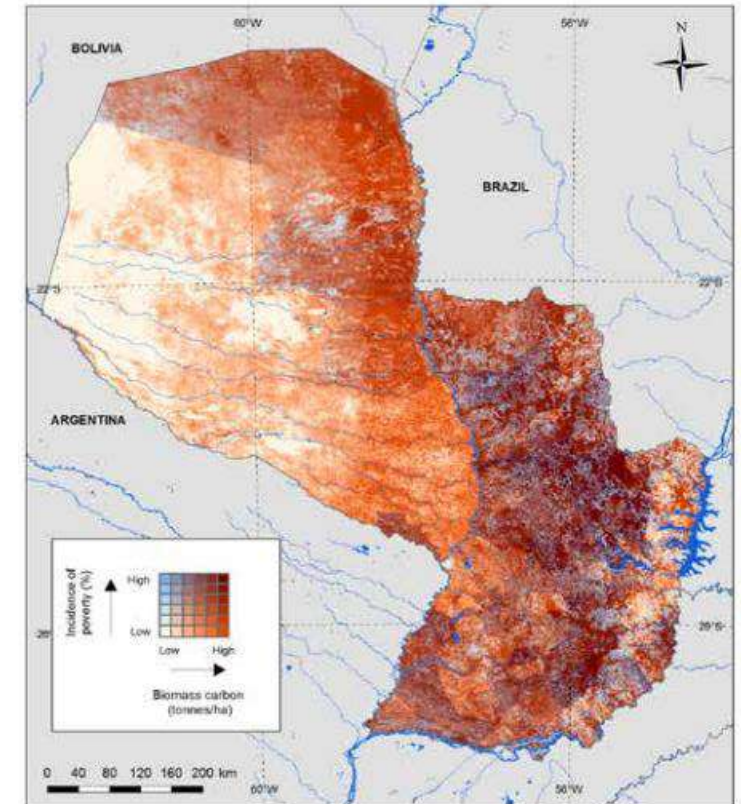 60°W
56°W
BOLIVIA
N
BRAZIL
22°S
22°S
ARGENTINA
Incidence of
poverty (%)
High
Low
Low
High
Biomass carbon
(tonnes/ha)
26°S
26°S
0 40 80 120 160 200 km
60°W
56°W